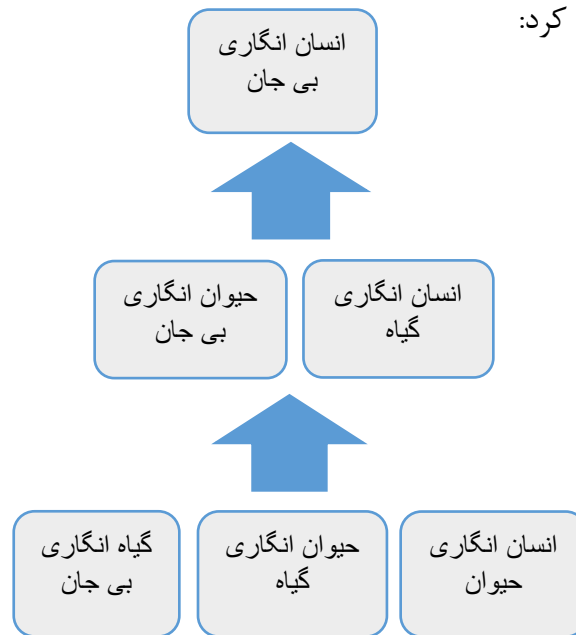 کرد:
انسان انگاری
بی جان
انسان انگاری
گیاه
حیوان انگاری
بی جان
انسان انگاری
حیوان
حیوان انگاری
گیاه
گیاه انگاری
بی جان